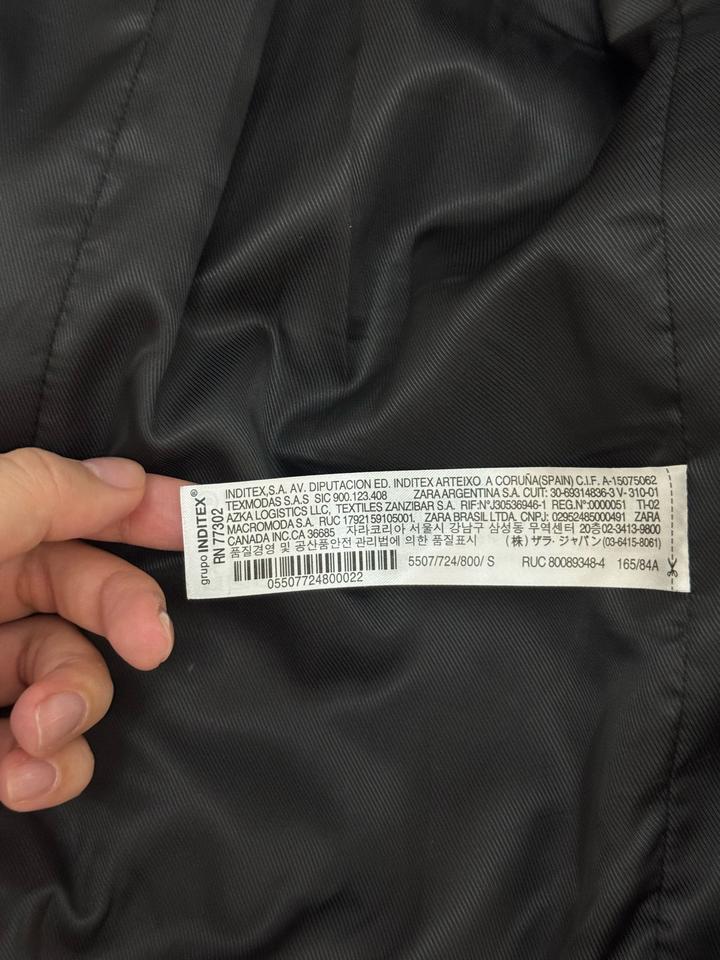 grupo INDITEX®
RN 77302
INDITEX,S.A. AV. DIPUTACION ED. INDITEX ARTEIXO. A CORUÑA(SPAIN) C.I.F. A-15075062
TEXMODAS S.A.S SIC 900.123.408 ZARA ARGENTINA S.A. CUIT: 30-69314836-3 V- 310-01
AZKA LOGISTICS LLC, TEXTILES ZANZIBAR S.A. RIF:Nº J30536946-1 REG.Nº:0000051 TI-02
MACROMODA S.A. RUC 1792159105001. ZARA BRASIL LTDA. CNPJ: 02962485000491 ZARA
CANADA INC.CA 36685 자라코리아 서울시 강남구 삼성동 무역센터 20층02-3413-9800
품질경영 및 공산품안전 관리법에 의한 품질표시 (株) ザラ・ジャパン (03-6415-8061)
5507/724/800/ S RUC 80089348-4 165/84A
05507724800022